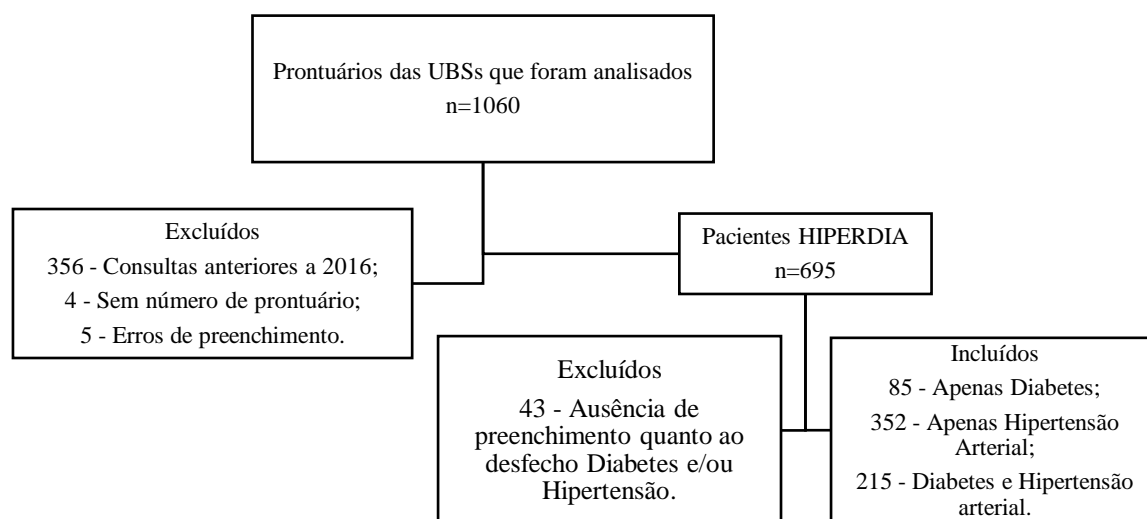 Prontuários das UBSs que foram analisados
n=1060
Excluídos
356 - Consultas anteriores a 2016;
4 - Sem número de prontuário;
5 - Erros de preenchimento.
Pacientes HIPERDIA
n=695
Excluídos
43 - Ausência de
preenchimento quanto ao
desfecho Diabetes e/ou
Hipertensão.
Incluídos
85 - Apenas Diabetes;
352 - Apenas Hipertensão
Arterial;
215 - Diabetes e Hipertensão
arterial.